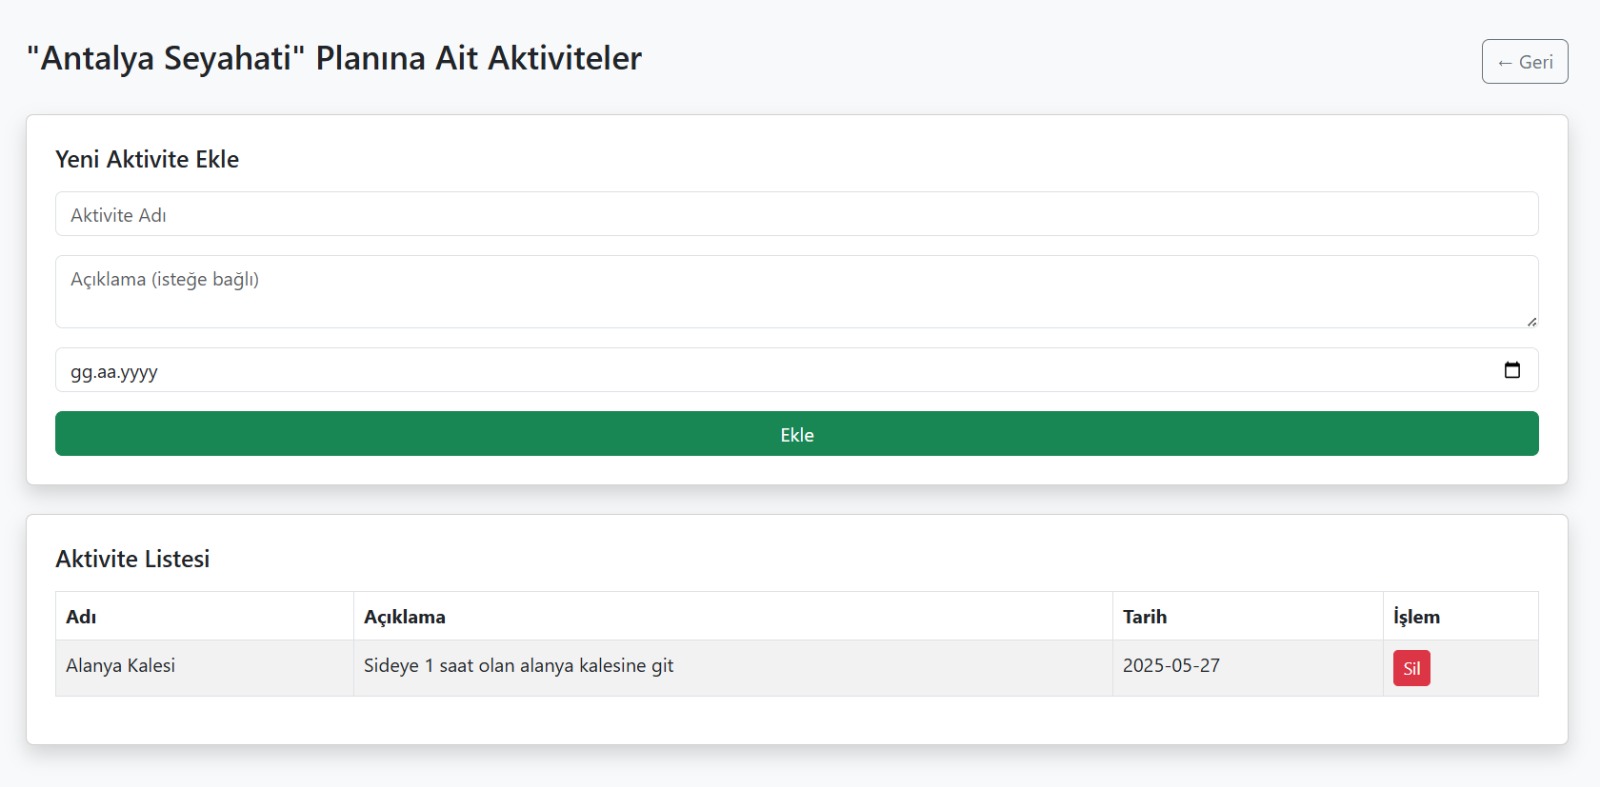 "Antalya Seyahati" Planına Ait Aktiviteler
← Geri
Yeni Aktivite Ekle
Aktivite Adı
Açıklama (isteğe bağlı)
gg.aa.yyyy
Ekle
Aktivite Listesi
Adı Açıklama Tarih İşlem
Alanya Kalesi Sideye 1 saat olan alanya kalesine git 2025-05-27 Sil